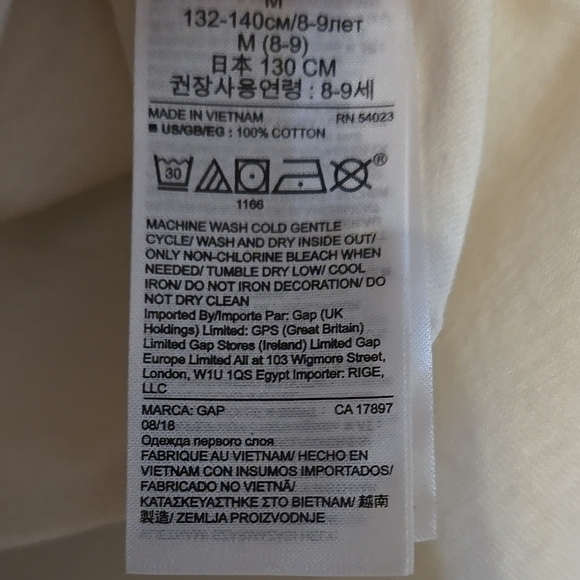 M
132-140см/8-9лет
M (8-9)
日本 130 CM
권장사용연령 : 8-9세
MADE IN VIETNAM RN 54023
■ US/GB/EG : 100% COTTON
30 ®
1166
MACHINE WASH COLD GENTLE
CYCLE/ WASH AND DRY INSIDE OUT/
ONLY NON-CHLORINE BLEACH WHEN
NEEDED/ TUMBLE DRY LOW/ COOL
IRON/ DO NOT IRON DECORATION/ DO
NOT DRY CLEAN
Imported By/Importe Par: Gap (UK
Holdings) Limited: GPS (Great Britain)
Limited Gap Stores (Ireland) Limited Gap
Europe Limited All at 103 Wigmore Street,
London, W1U 1QS Egypt Importer: RIGE,
LLC
MARCA: GAP CA 17897
08/18
Одежда первого слоя
FABRIQUE AU VIETNAM/ HECHO EN
VIETNAM CON INSUMOS IMPORTADOS/
FABRICADO NO VIETNÃ/
ΚΑΤΑΣΚΕΥΑΣΤΗΚΕ ΣΤΟ ΒΙΕΤΝΑΜ/ 越南
製造/ ZEMLJA PROIZVODNJE